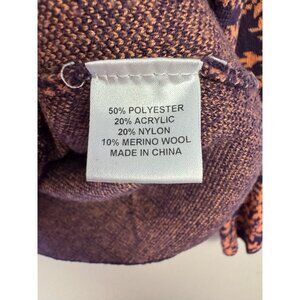 50% POLYESTER
20% ACRYLIC
20% NYLON
10% MERINO WOOL
MADE IN CHINA